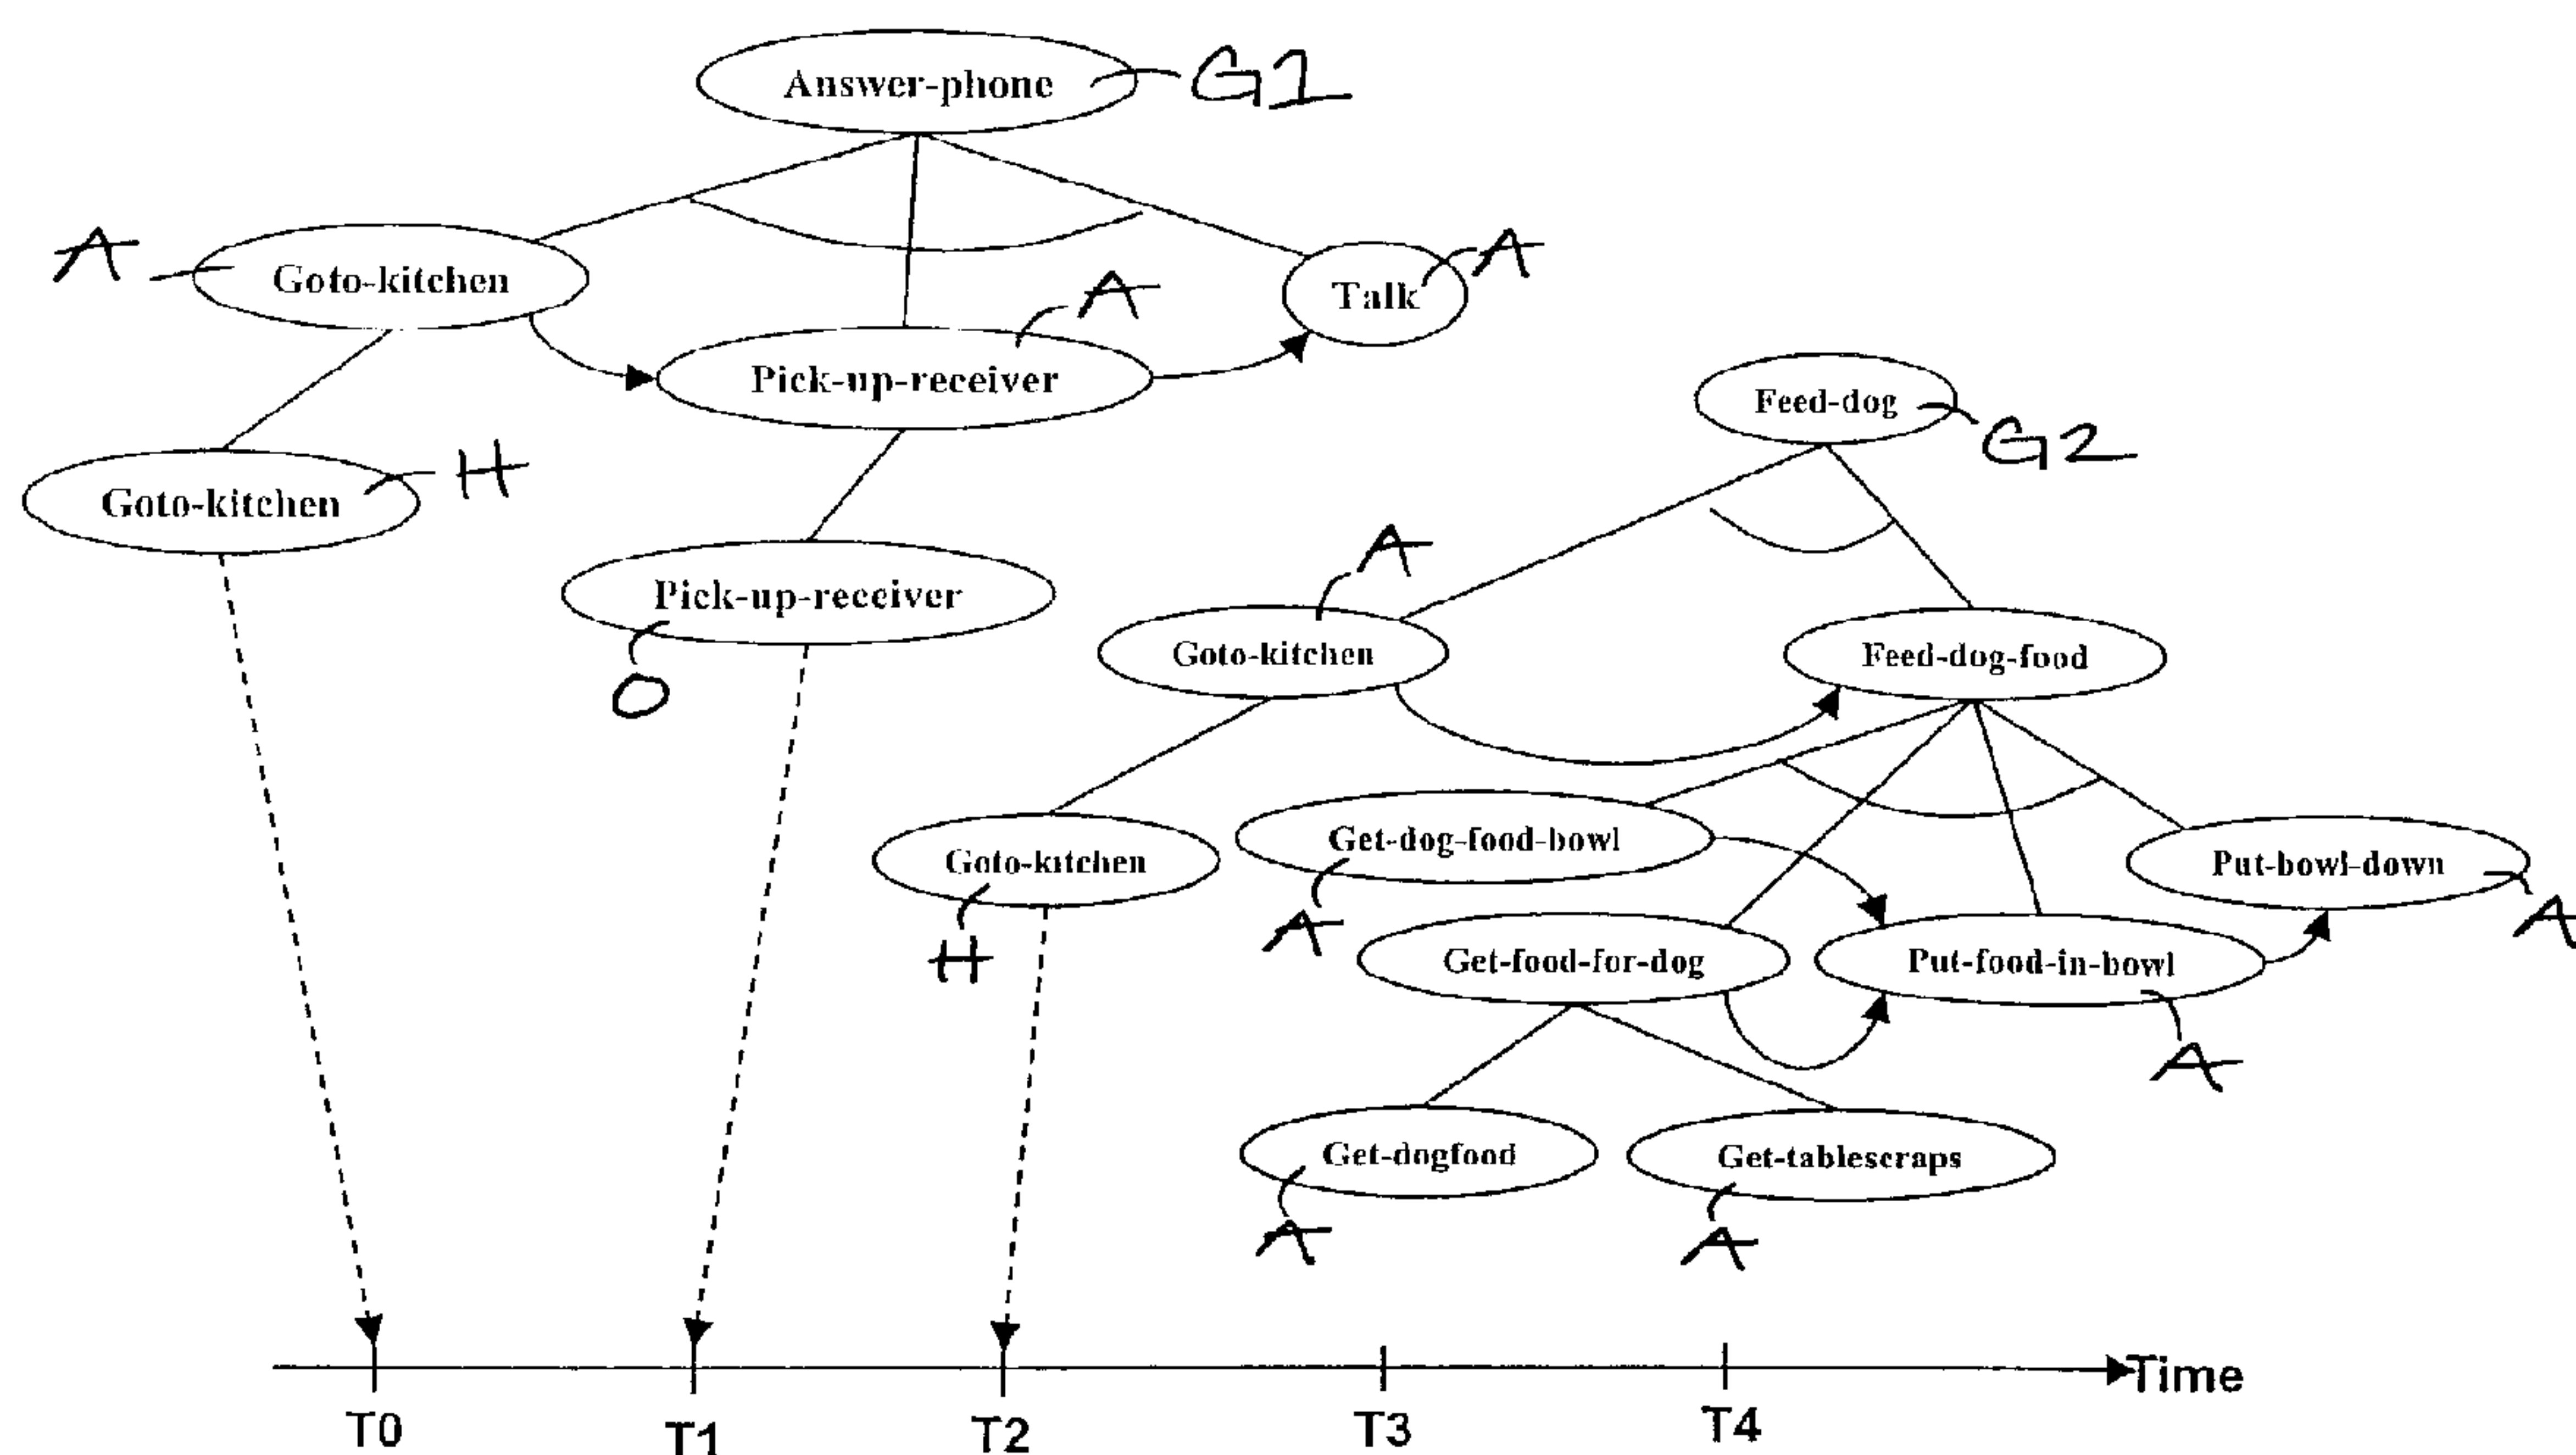 Answer-phone
G1
A
Goto-kitchen
A
Talk
A
Pick-up-receiver
Feed-dog
G2
Goto-kitchen
H
A
Pick-up-receiver
O
Goto-kitchen
Feed-dog-food
Goto-kitchen
H
Get-dog-food-bowl
A
Put-bowl-down
A
Get-food-for-dog
Put-food-in-bowl
A
Get-dogfood
A
Get-tablescraps
A
Time
T0
T1
T2
T3
T4